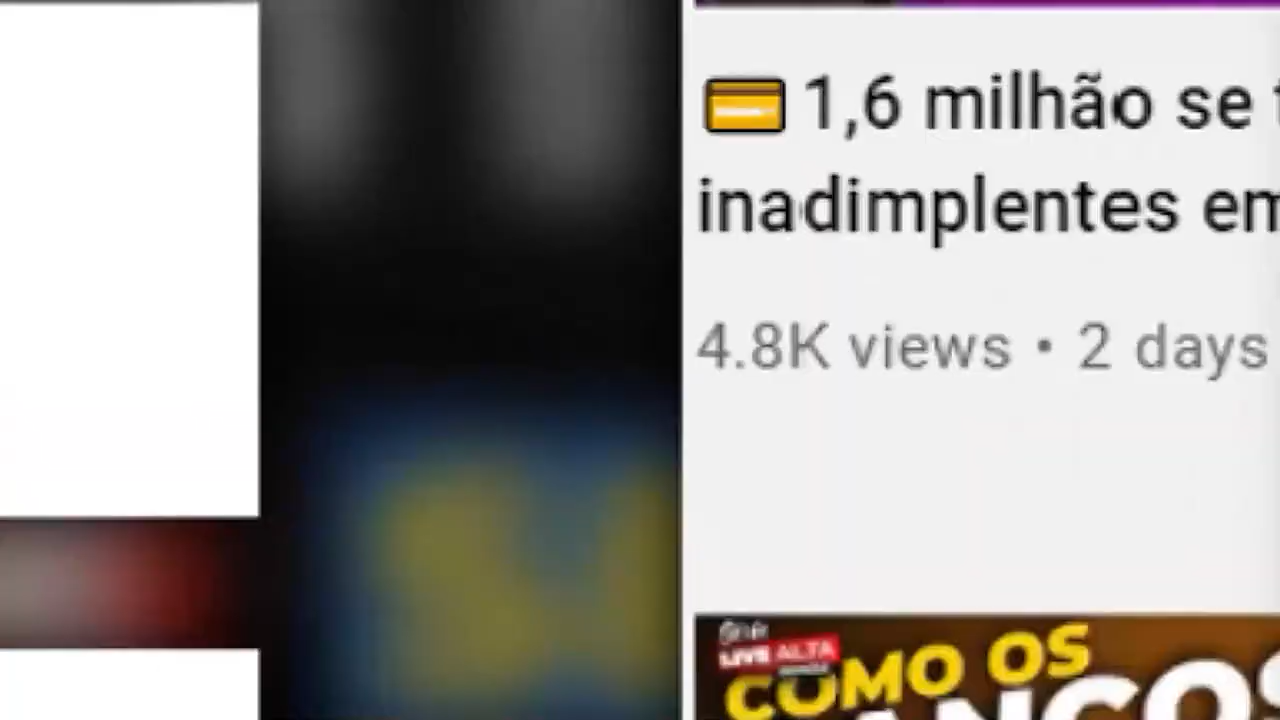 1,6 milhão se
inadimplentes em
4.8K views • 2 days
LIVE ALTA
COMO OS